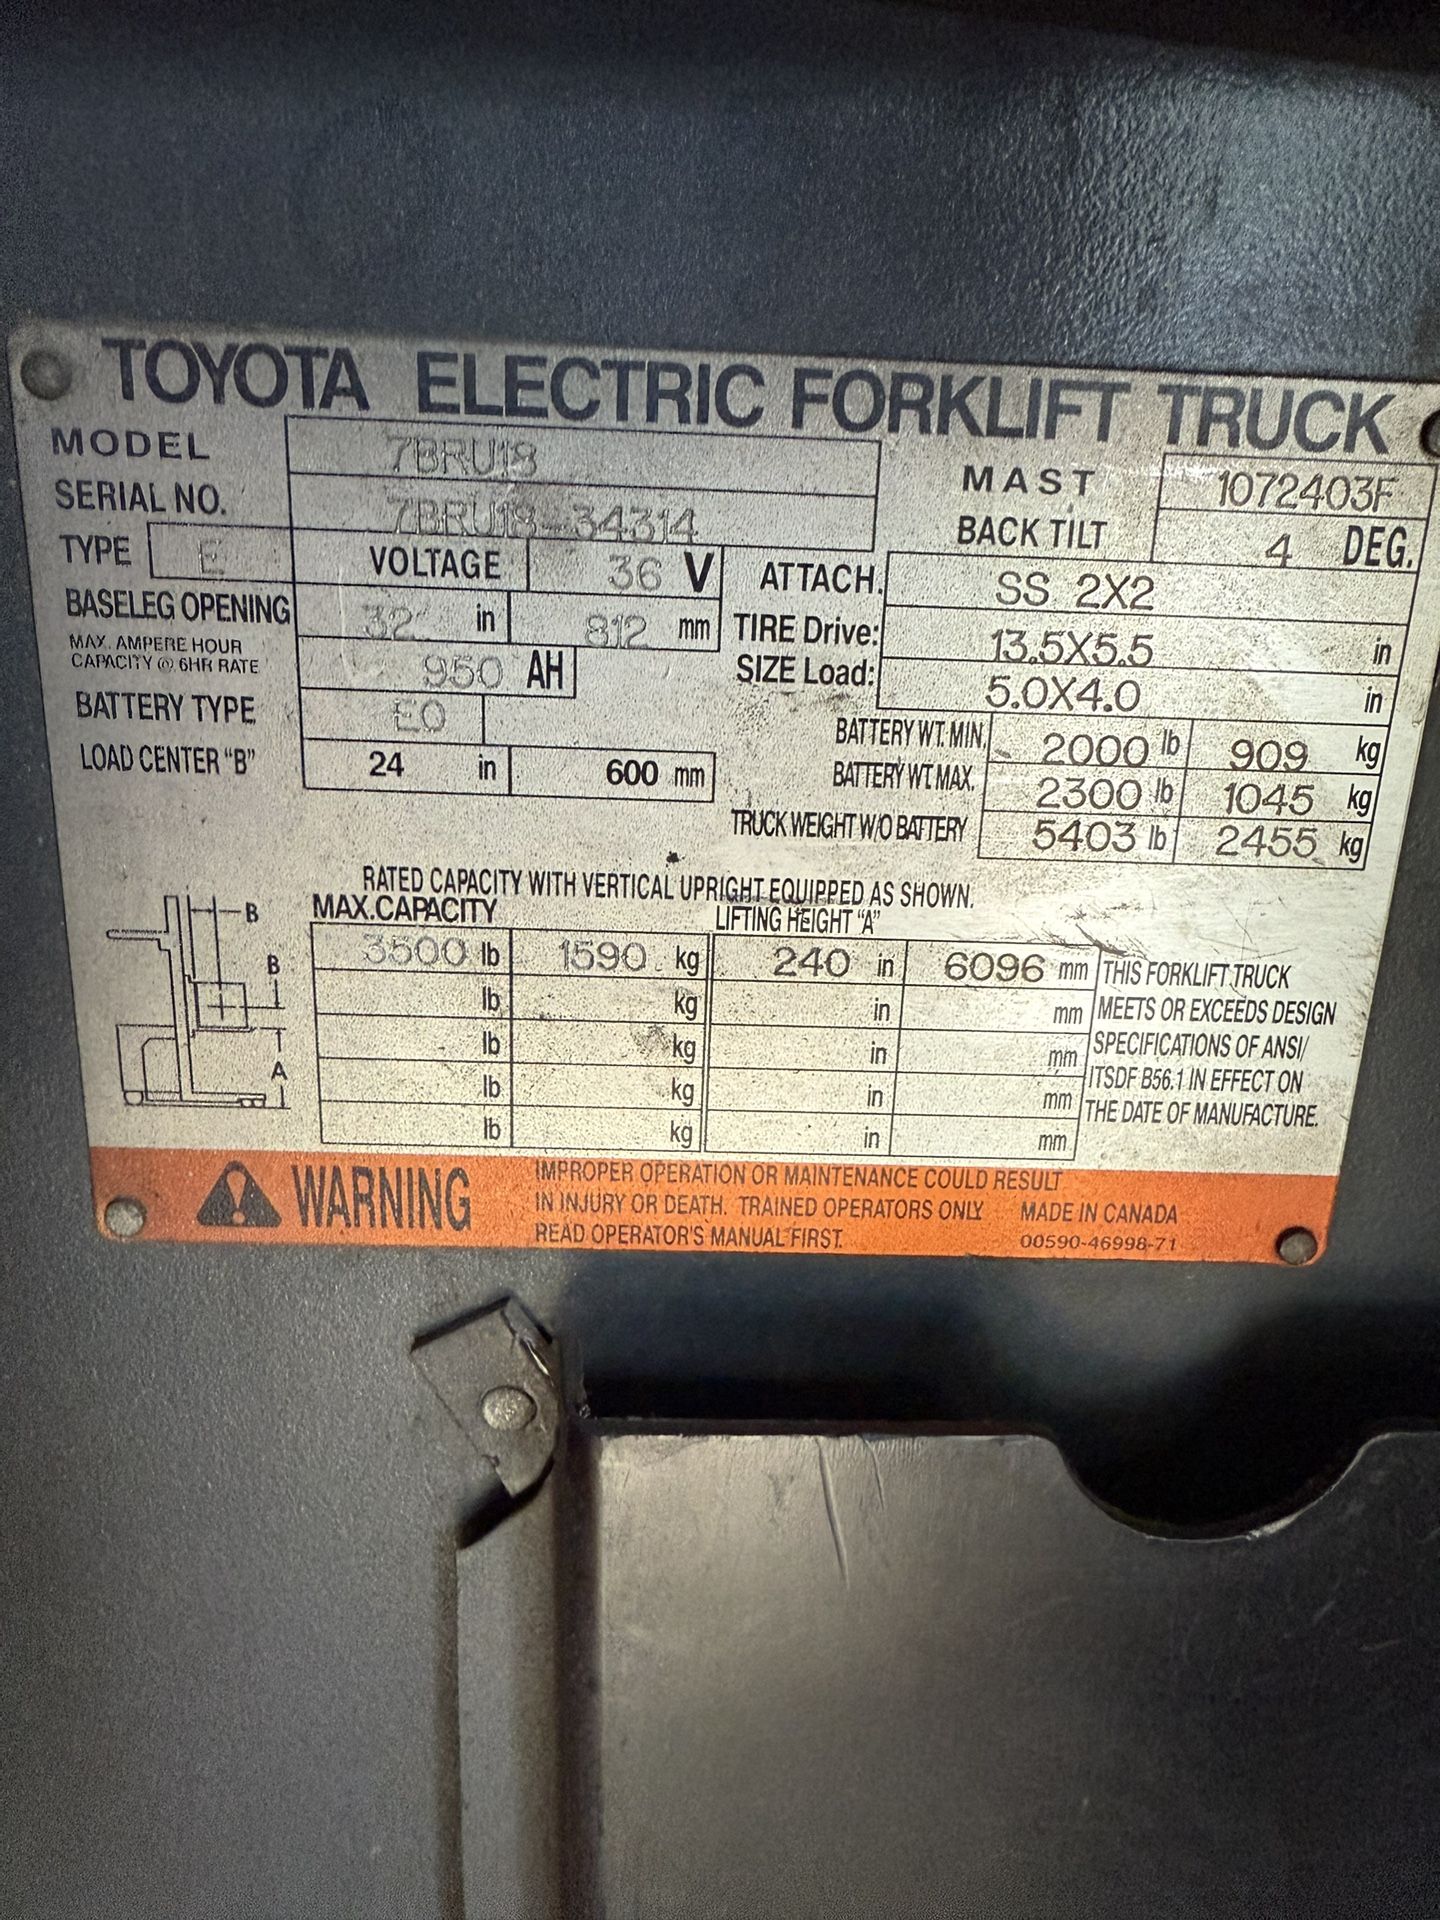 TOYOTA ELECTRIC FORKLIFT TRUCK
MODEL 7BRU18
SERIAL NO. 7BRU18-34314
TYPE E VOLTAGE 36 V
BASELEG OPENING 32 in 812 mm
MAX. AMPERE HOUR
CAPACITY @ 6HR RATE 950 AH
BATTERY TYPE EO
LOAD CENTER "B" 24 in 600 mm
MAST 1072403F
BACK TILT 4 DEG.
ATTACH. SS 2X2
TIRE Drive: 13.5X5.5 in
SIZE Load: 5.0X4.0 in
BATTERY WT. MIN. 2000 lb 909 kg
BATTERY WT. MAX. 2300 lb 1045 kg
TRUCK WEIGHT W/O BATTERY 5403 lb 2455 kg
RATED CAPACITY WITH VERTICAL UPRIGHT EQUIPPED AS SHOWN.
MAX. CAPACITY LIFTING HEIGHT "A"
3500 lb 1590 kg 240 in 6096 mm
lb kg in mm
lb kg in mm
lb kg in mm
lb kg in mm
B
B
A
THIS FORKLIFT TRUCK
MEETS OR EXCEEDS DESIGN
SPECIFICATIONS OF ANSI/
ITSDF B56.1 IN EFFECT ON
THE DATE OF MANUFACTURE.
WARNING
IMPROPER OPERATION OR MAINTENANCE COULD RESULT
IN INJURY OR DEATH. TRAINED OPERATORS ONLY
READ OPERATOR'S MANUAL FIRST.
MADE IN CANADA
00590-46998-71